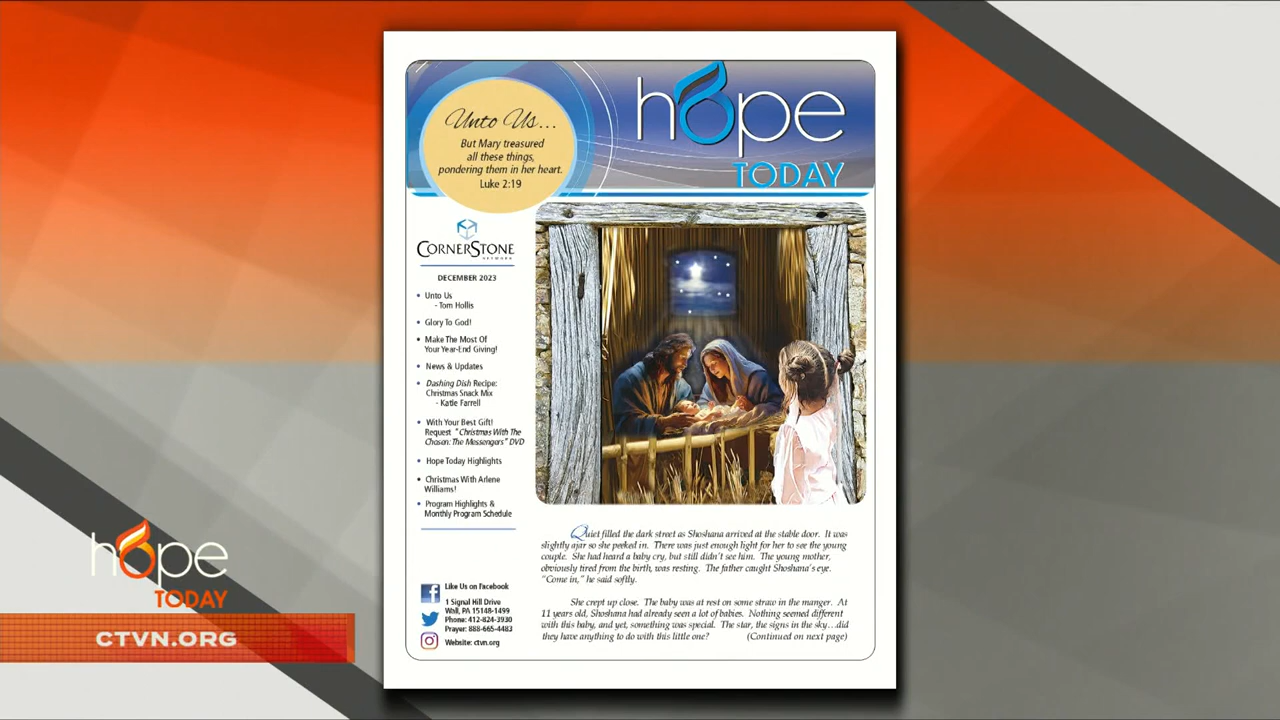 Unto Us...
But Mary treasured
all these things,
pondering them in her heart.
Luke 2:19
hope
TODAY
CORNERSTONE
NETWORK
DECEMBER 2023
• Unto Us
- Tom Hollis
• Glory To God!
• Make The Most Of
Your Year-End Giving!
• News & Updates
• Dashing Dish Recipe:
Christmas Snack Mix
- Katie Farrell
• With Your Best Gift!
Request "Christmas With The
Chosen: The Messengers" DVD
• Hope Today Highlights
• Christmas With Arlene
Williams!
• Program Highlights &
Monthly Program Schedule
Like Us on Facebook
1 Signal Hill Drive
Wall, PA 15148-1499
Phone: 412-824-3930
Prayer: 888-665-4483
Website: ctvn.org
Quiet filled the dark street as Shoshana arrived at the stable door. It was
slightly ajar so she peeked in. There was just enough light for her to see the young
couple. She had heard a baby cry, but still didn't see him. The young mother,
obviously tired from the birth, was resting. The father caught Shoshana's eye.
"Come in," he said softly.
She crept up close. The baby was at rest on some straw in the manger. At
11 years old, Shoshana had already seen a lot of babies. Nothing seemed different
with this baby, and yet, something was special. The star, the signs in the sky...did
they have anything to do with this little one? (Continued on next page)
hope
TODAY
CTVN.ORG